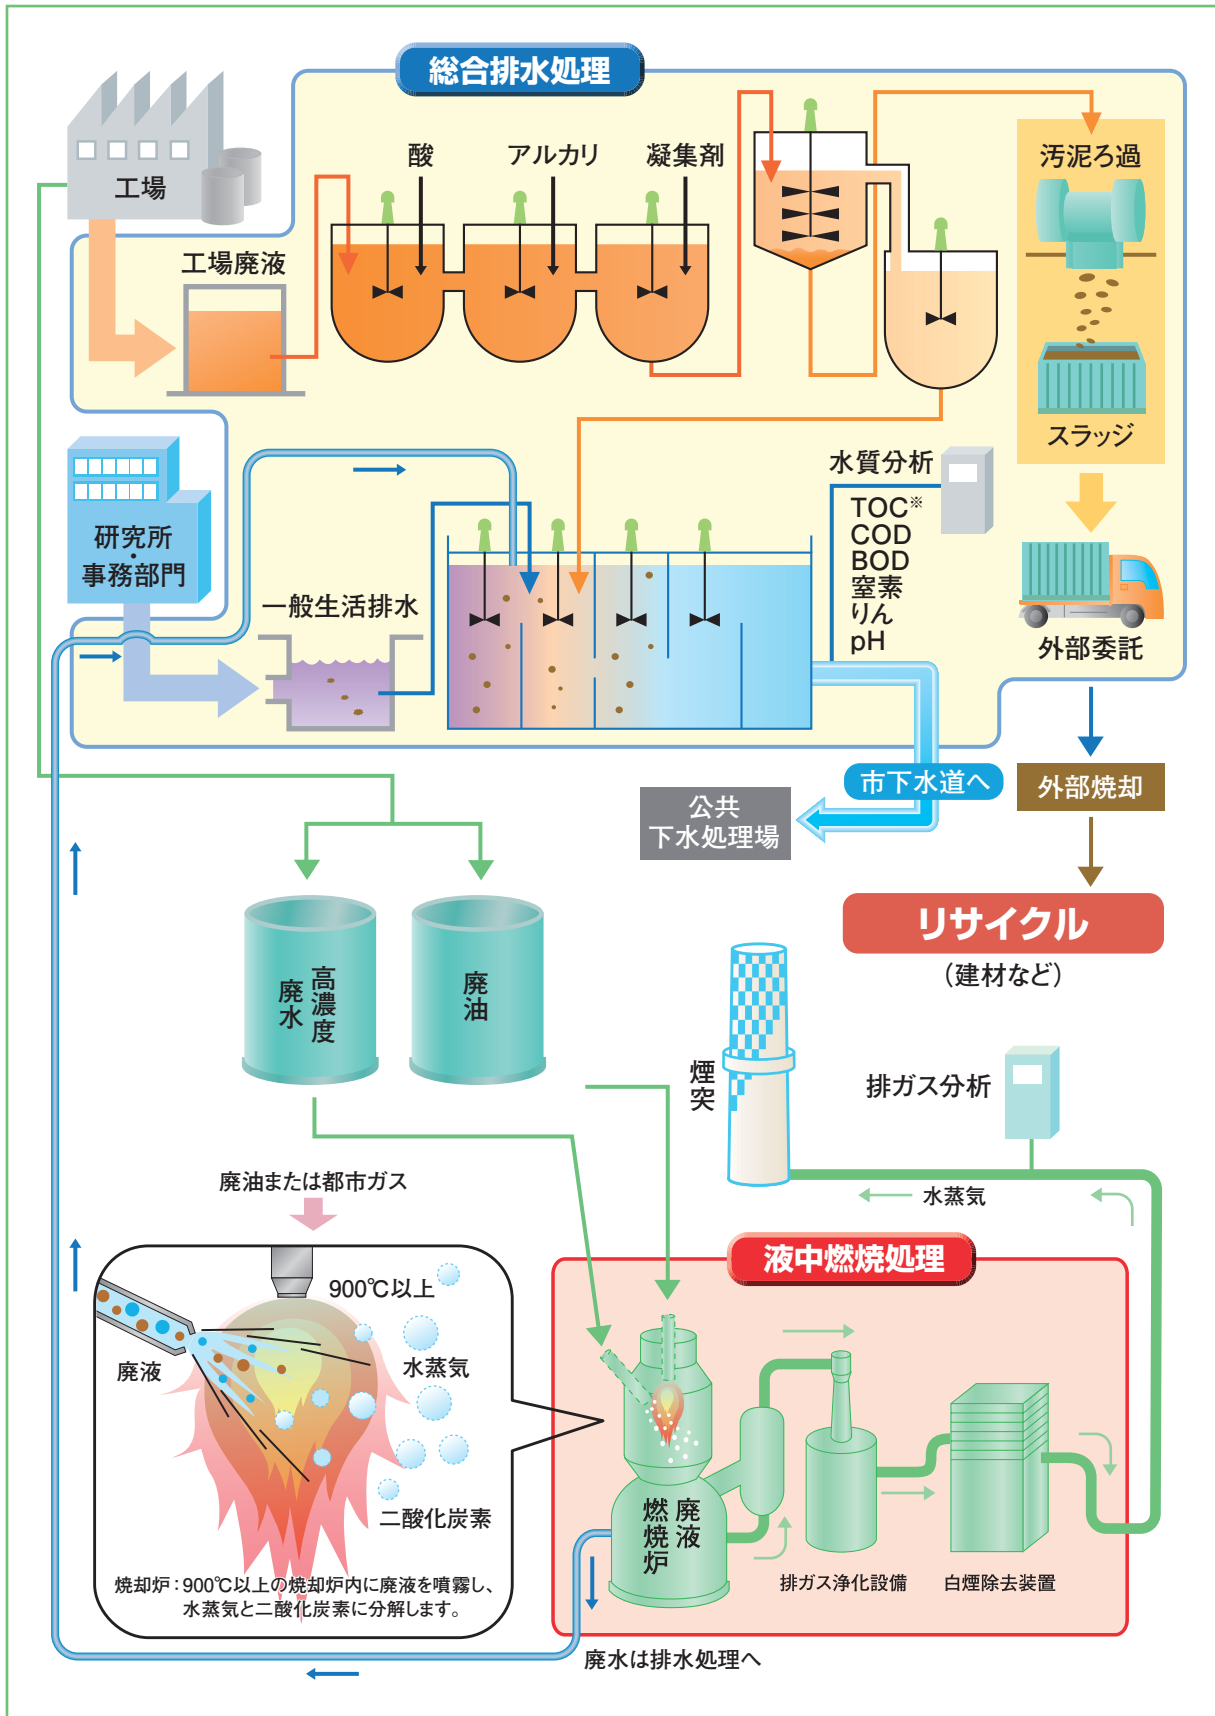 総合排水処理
工場
工場廃液
酸
アルカリ
凝集剤
汚泥ろ過
スラッジ
外部委託
研究所
・
事務部門
一般生活排水
水質分析
TOC※
COD
BOD
窒素
りん
pH
市下水道へ
公共
下水処理場
外部焼却
リサイクル
（建材など）
高濃度
廃水
廃油
煙突
排ガス分析
水蒸気
廃油または都市ガス
900℃以上
廃液
水蒸気
二酸化炭素
焼却炉：900℃以上の焼却炉内に廃液を噴霧し、
水蒸気と二酸化炭素に分解します。
液中燃焼処理
廃液
燃焼炉
排ガス浄化設備
白煙除去装置
廃水は排水処理へ